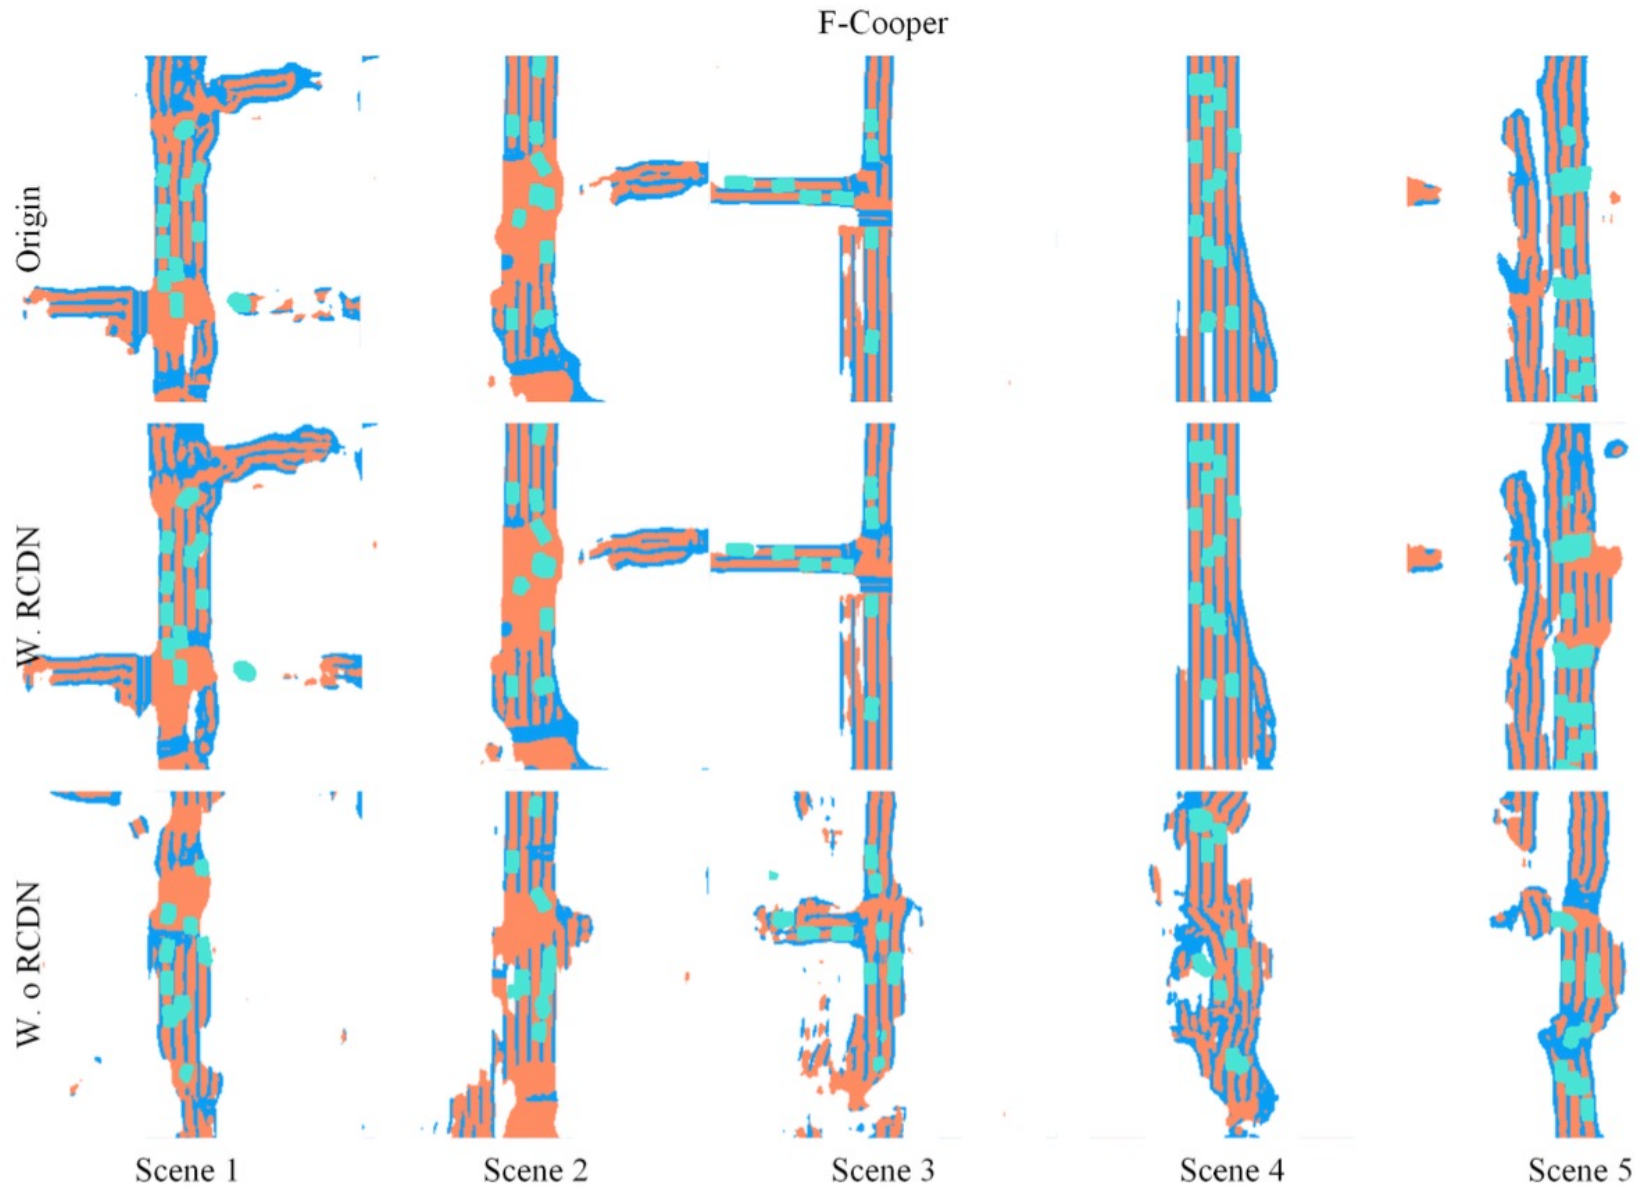 F-Cooper
Origin
W. RCDN
W. o RCDN
Scene 1
Scene 2
Scene 3
Scene 4
Scene 5